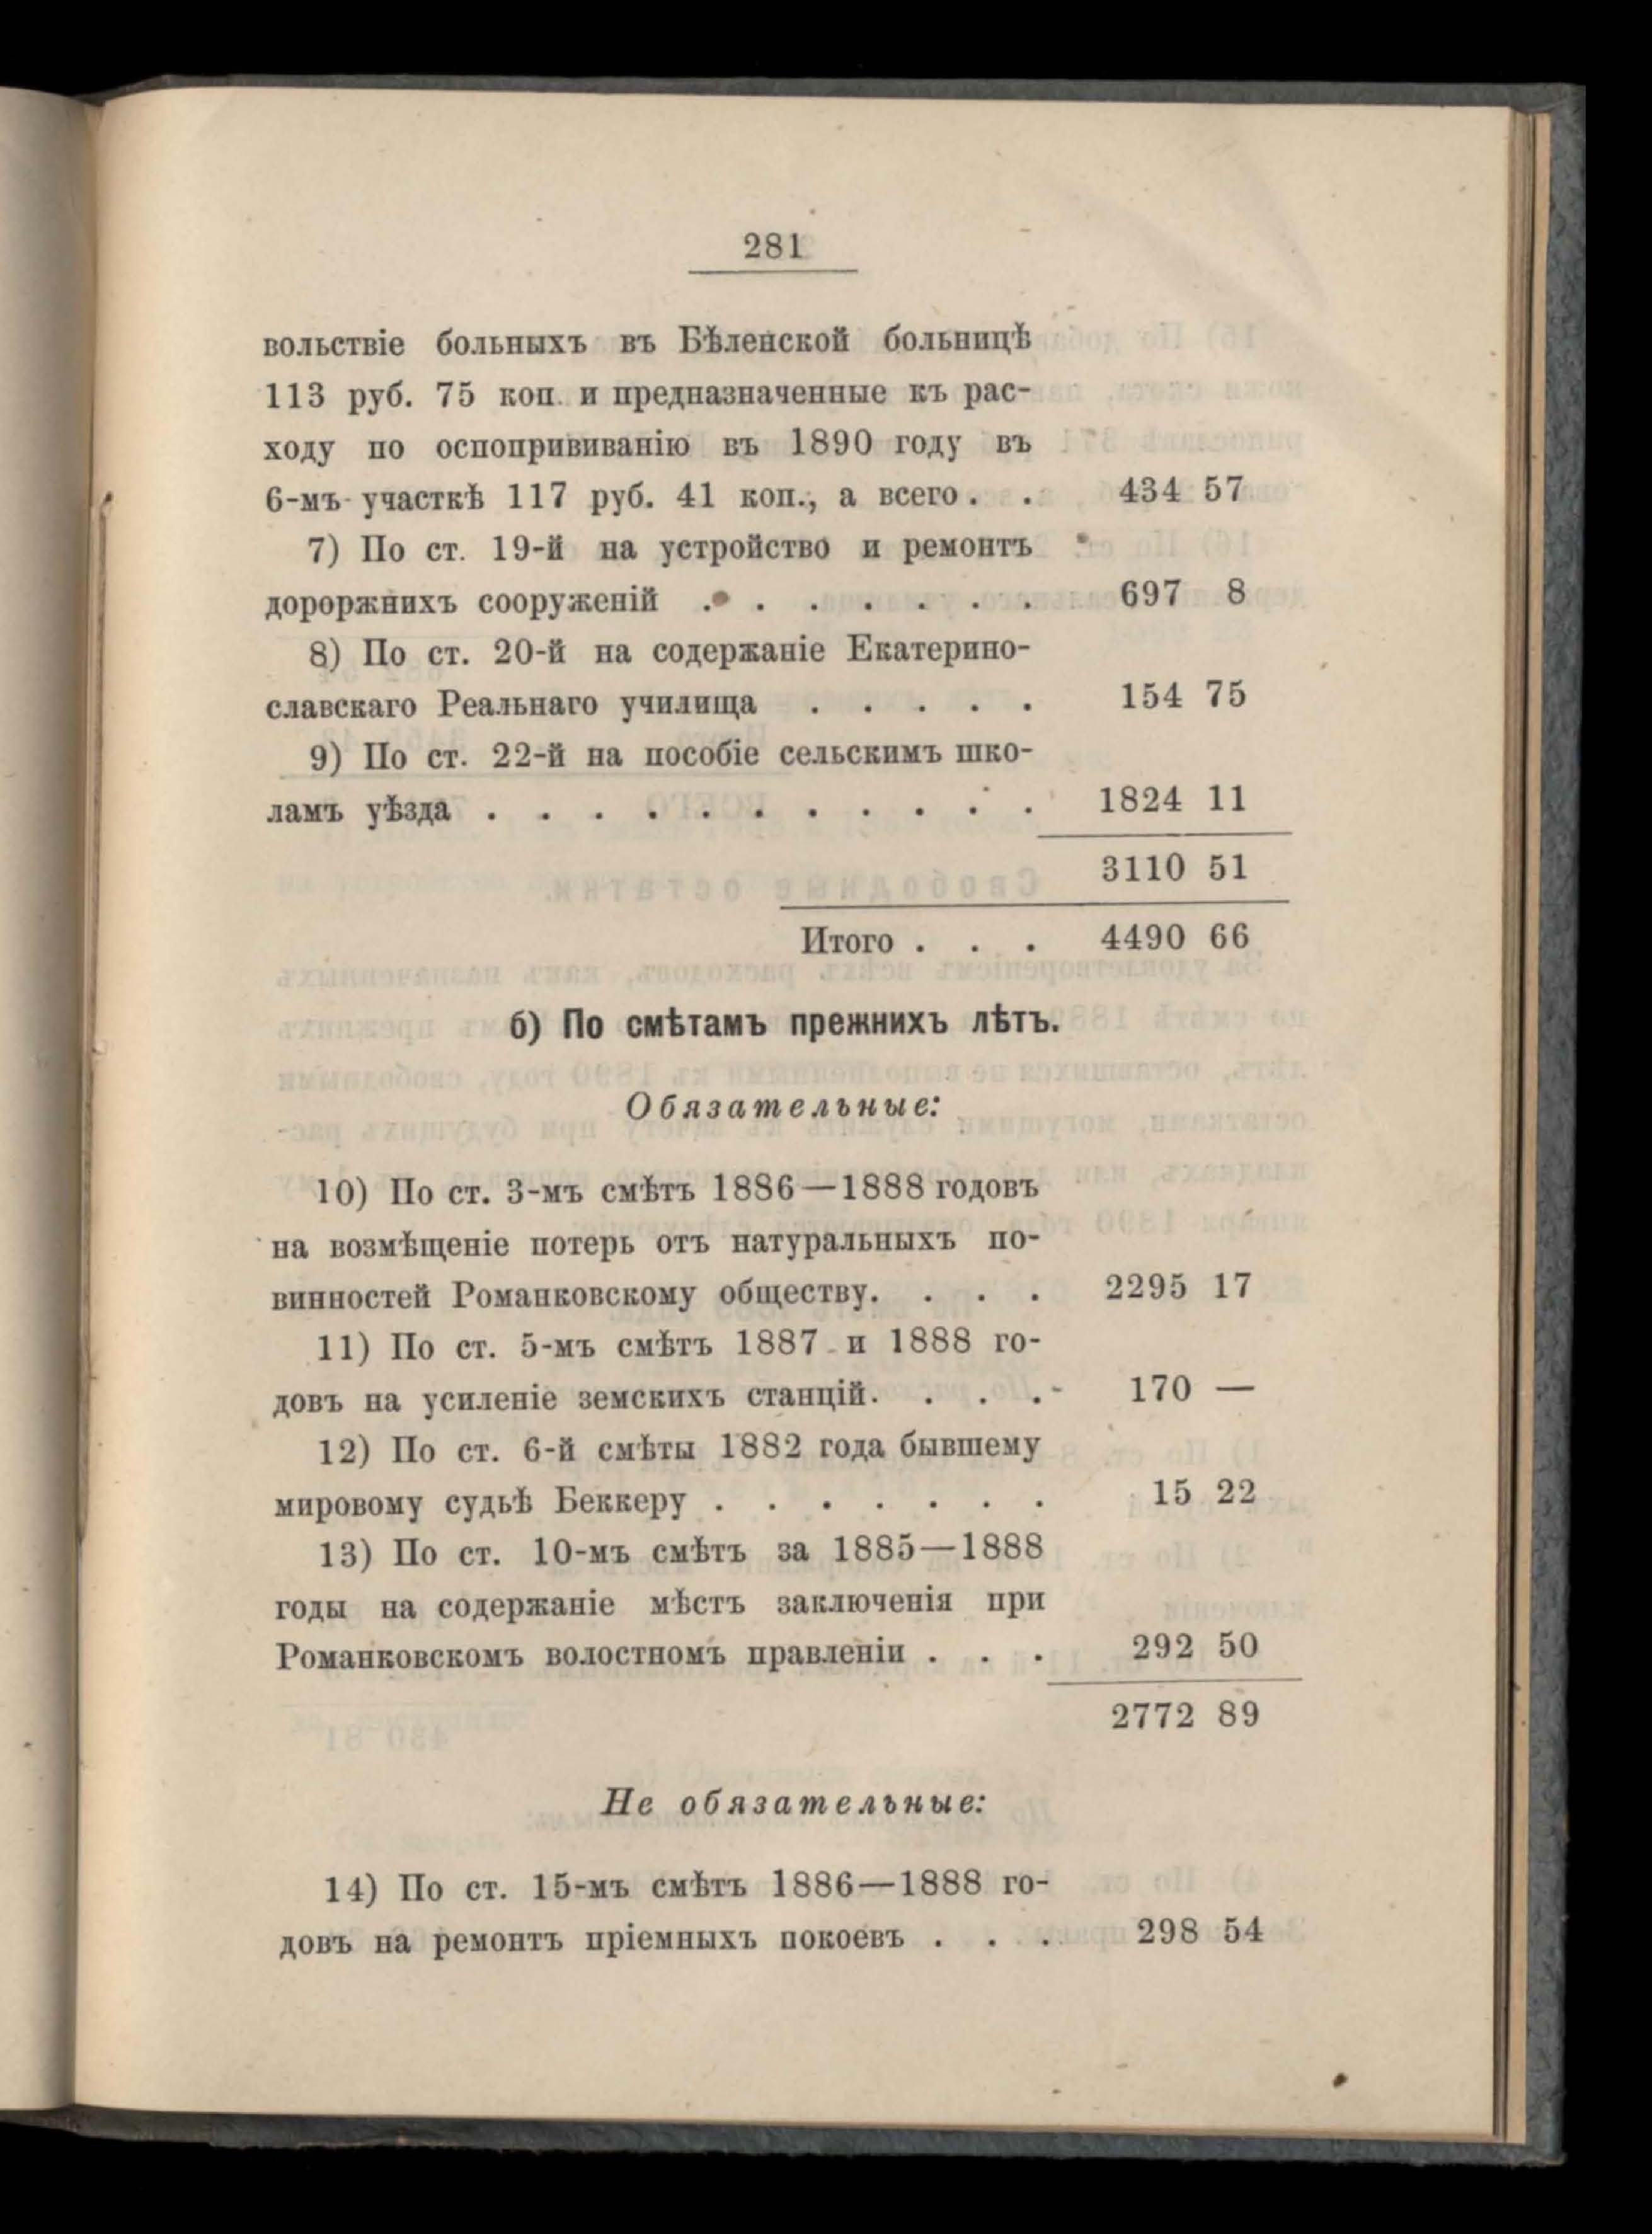 281
вольствіе больныхъ въ Бѣленской больницѣ
113 руб. 75 коп. и предназначенные къ рас-
ходу по оспопрививанію въ 1890 году въ
6-мъ участкѣ 117 руб. 41 коп., а всего . . 434 57
7) По ст. 19-й на устройство и ремонтъ
дороржнихъ сооруженій . . . . . . . 697 8
8) По ст. 20-й на содержаніе Екатерино-
славскаго Реальнаго училища . . . . . 154 75
9) По ст. 22-й на пособіе сельскимъ шко-
ламъ уѣзда . . . . . . . . . . . 1824 11
3110 51
Итого . . . 4490 66
б) По смѣтамъ прежнихъ лѣтъ.
Обязательные:
10) По ст. 3-мъ смѣтъ 1886—1888 годовъ
на возмѣщеніе потерь отъ натуральныхъ по-
винностей Романковскому обществу. . . . 2295 17
11) По ст. 5-мъ смѣтъ 1887 и 1888 го-
довъ на усиленіе земскихъ станцій. . . . 170 —
12) По ст. 6-й смѣты 1882 года бывшему
мировому судьѣ Беккеру . . . . . . . 15 22
13) По ст. 10-мъ смѣтъ за 1885—1888
годы на содержаніе мѣстъ заключенія при
Романковскомъ волостномъ правленіи . . . 292 50
2772 89
Не обязательные:
14) По ст. 15-мъ смѣтъ 1886—1888 го-
довъ на ремонтъ пріемныхъ покоевъ . . . 298 54